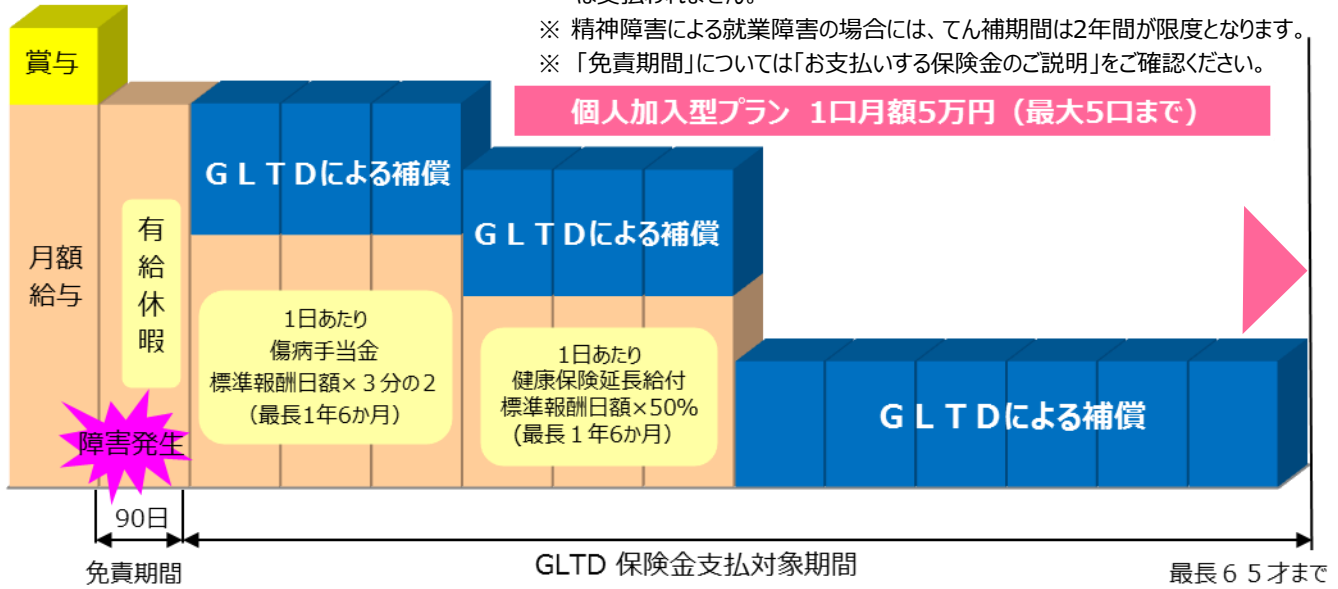 は支払われません。
※ 精神障害による就業障害の場合には、てん補期間は2年間が限度となります。
※ 「免責期間」については「お支払いする保険金のご説明」をご確認ください。
個人加入型プラン 1口月額5万円（最大5口まで）
賞与
月額
給与
有
給
休
暇
障害発生
ＧＬＴＤによる補償
1日あたり
傷病手当金
標準報酬日額×３分の２
（最長1年6か月）
ＧＬＴＤによる補償
1日あたり
健康保険延長給付
標準報酬日額×50%
(最長１年6か月）
ＧＬＴＤによる補償
90日
免責期間
GLTD 保険金支払対象期間
最長６５才まで